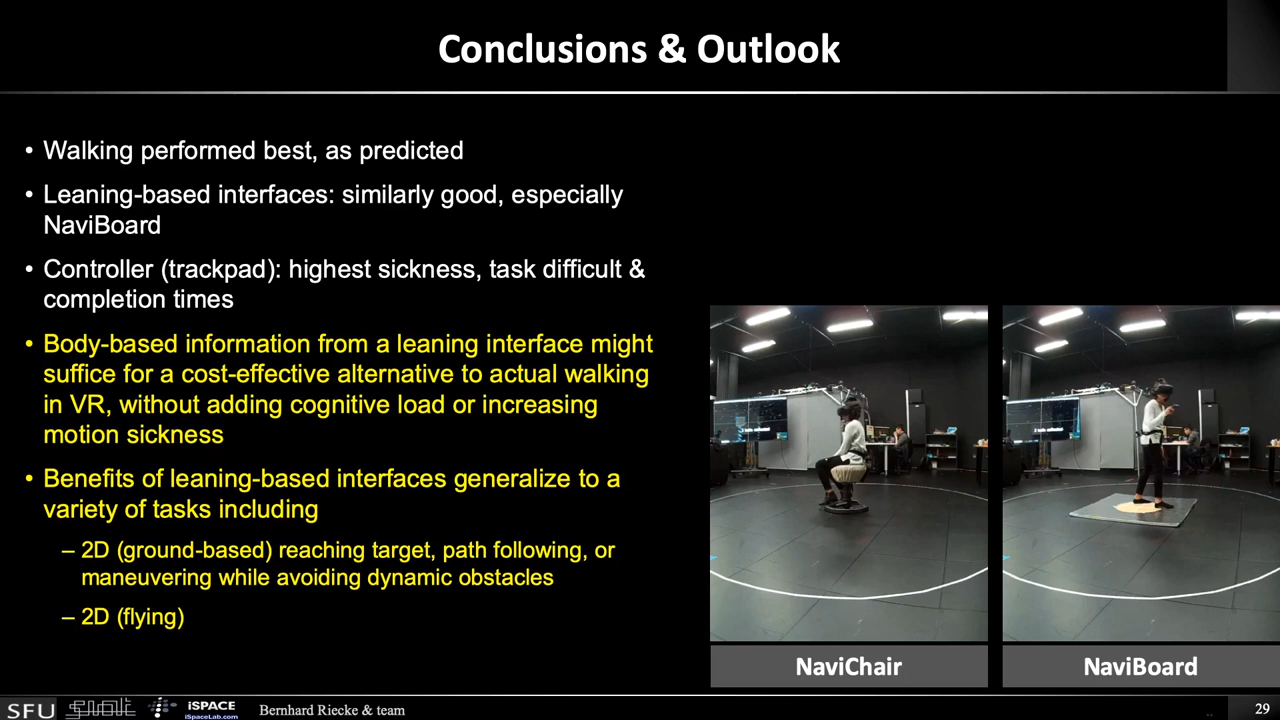 Conclusions & Outlook
• Walking performed best, as predicted
• Leaning-based interfaces: similarly good, especially
NaviBoard
• Controller (trackpad): highest sickness, task difficult &
completion times
• Body-based information from a leaning interface might
suffice for a cost-effective alternative to actual walking
in VR, without adding cognitive load or increasing
motion sickness
• Benefits of leaning-based interfaces generalize to a
variety of tasks including
– 2D (ground-based) reaching target, path following, or
maneuvering while avoiding dynamic obstacles
– 2D (flying)
NaviChair
NaviBoard
SFU
iSPACE
iSpaceLab.com
Bernhard Riecke & team
29